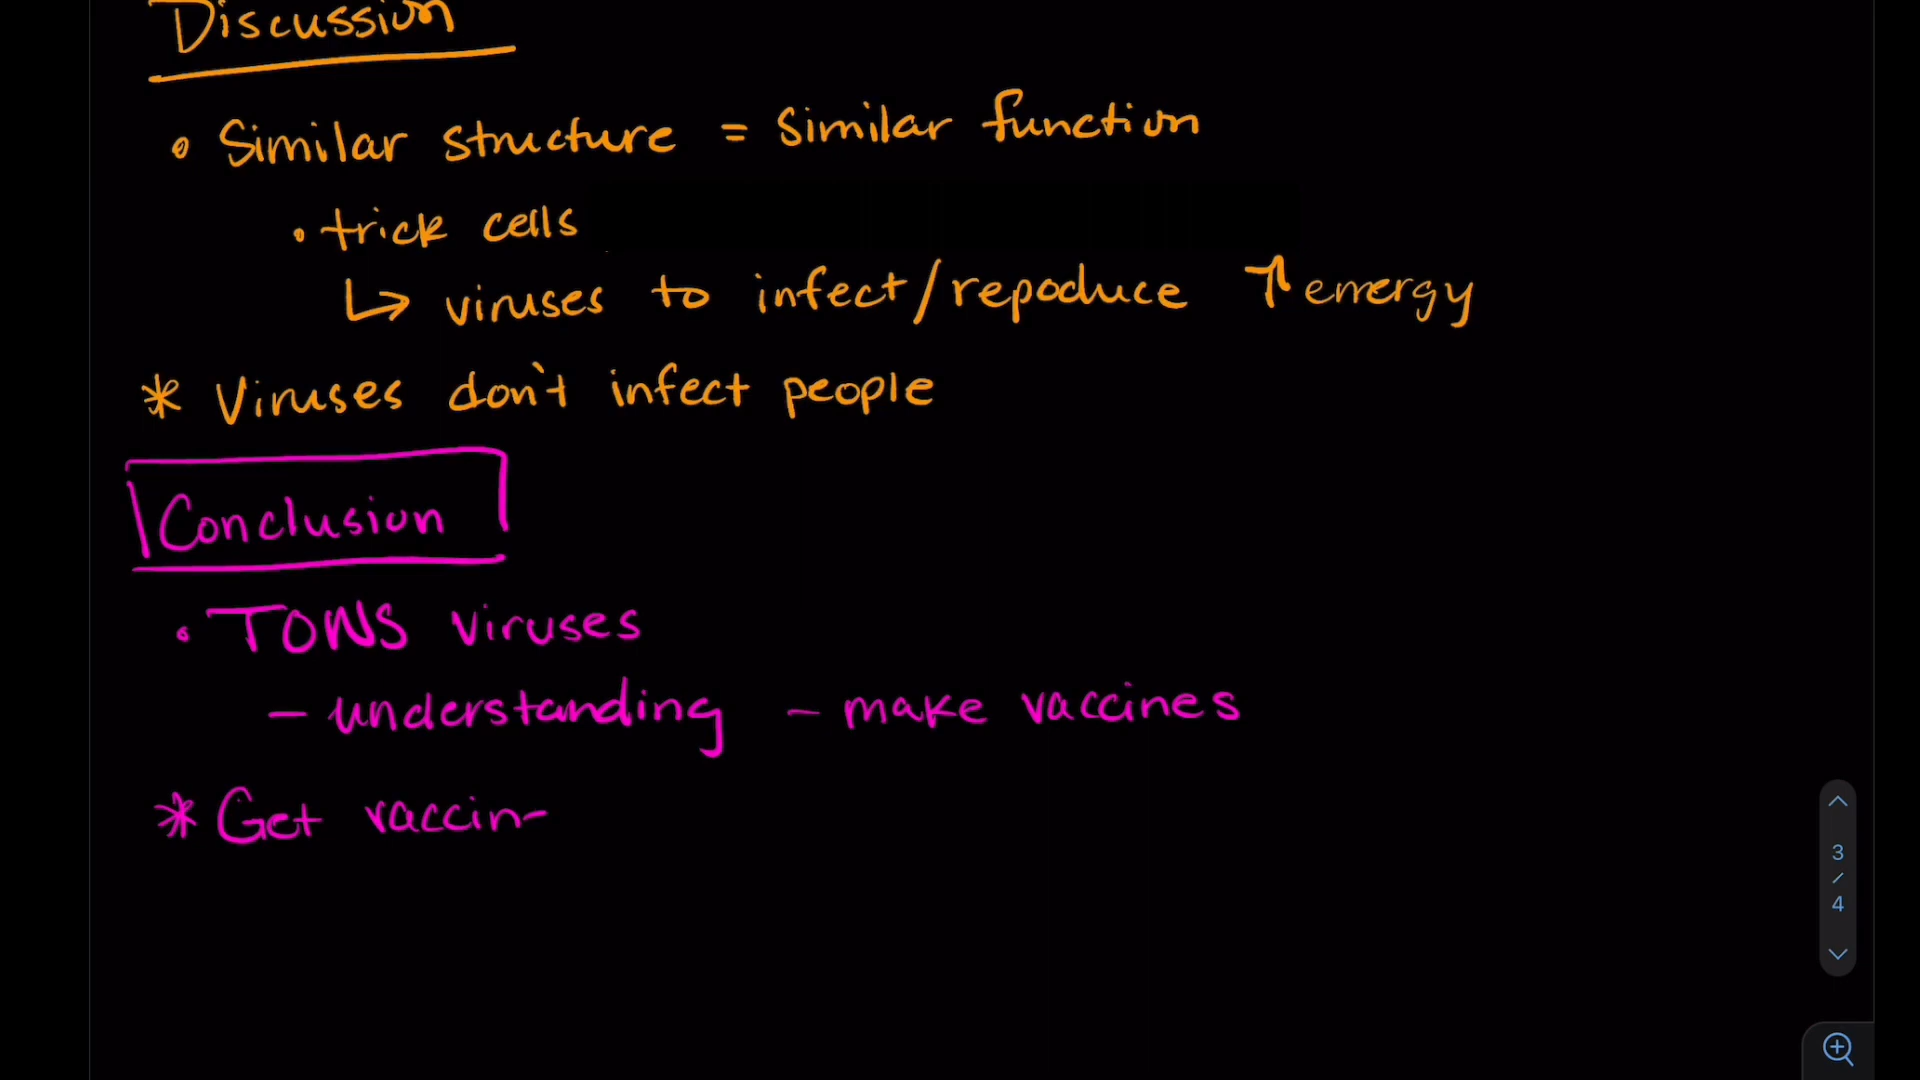 Discussion
• Similar structure = similar function
• trick cells
↳ viruses to infect/repoduce ↑ energy
* Viruses don't infect people
Conclusion
• TONS viruses
- understanding - make vaccines
* Get vaccin-
3
/
4